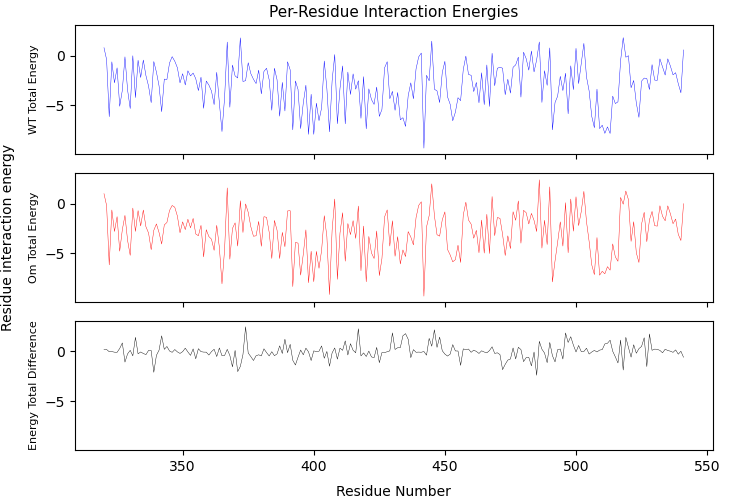 Per-Residue Interaction Energies
Residue interaction energy
WT Total Energy
0
−5
Om Total Energy
0
−5
Energy Total Difference
0
−5
350
400
450
500
550
Residue Number